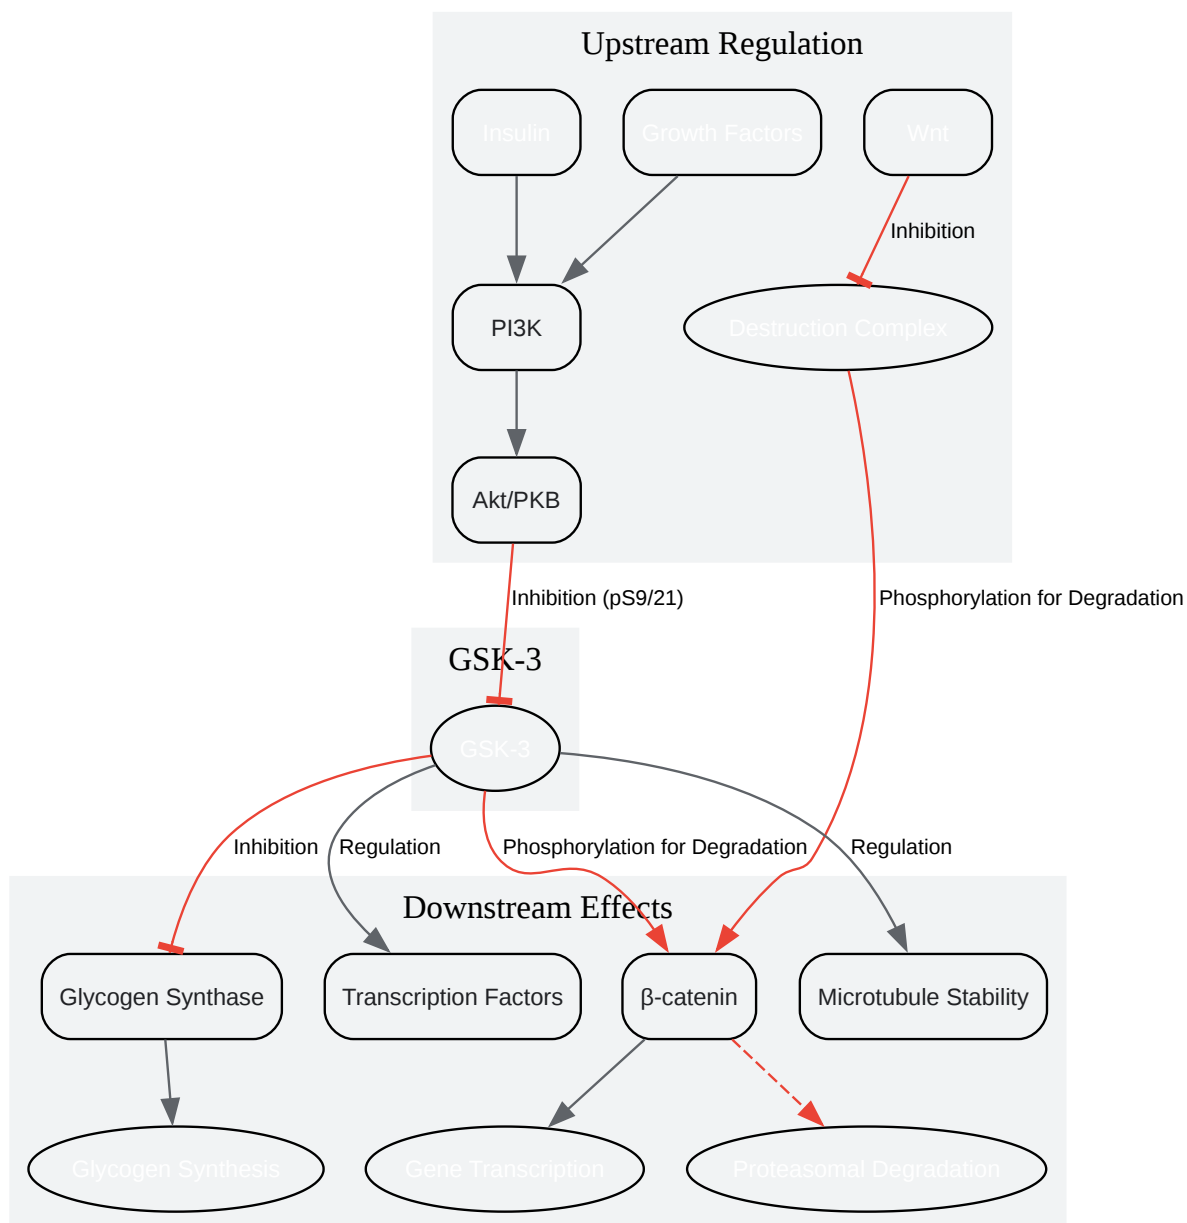 Upstream Regulation
Insulin
Growth Factors
Wnt
Inhibition
PI3K
Destruction Complex
Akt/PKB
Inhibition (pS9/21)
Phosphorylation for Degradation
GSK-3
GSK-3
Inhibition
Regulation
Phosphorylation for Degradation
Regulation
Downstream Effects
Glycogen Synthase
Transcription Factors
β-catenin
Microtubule Stability
Glycogen Synthesis
Gene Transcription
Proteasomal Degradation